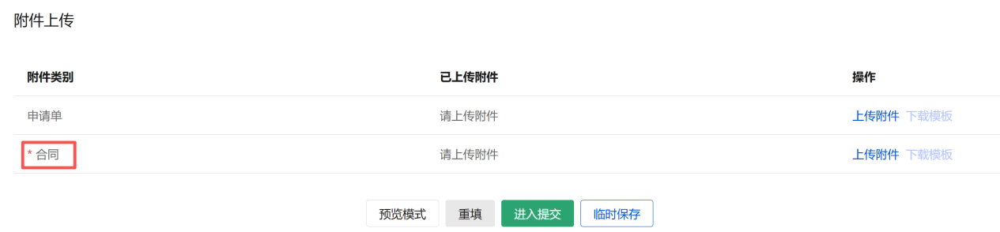 附件上传
附件类别 已上传附件 操作
申请单 请上传附件 上传附件 下载模板
* 合同 请上传附件 上传附件 下载模板
预览模式 重填 进入提交 临时保存